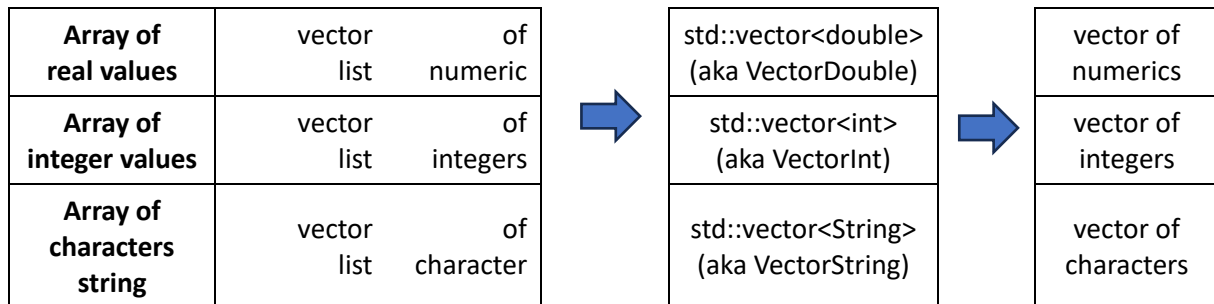 Array of
real values
vector of
list numeric
std::vector<double>
(aka VectorDouble)
vector of
numerics
Array of
integer values
vector of
list integers
std::vector<int>
(aka VectorInt)
vector of
integers
Array of
characters
string
vector of
list character
std::vector<String>
(aka VectorString)
vector of
characters